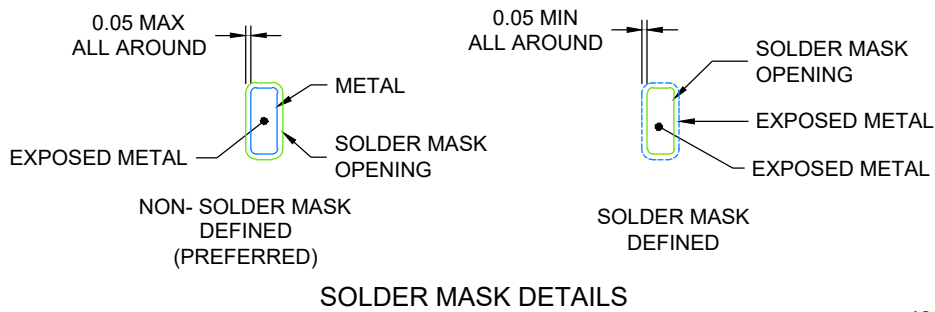 0.05 MAX
ALL AROUND
METAL
EXPOSED METAL
SOLDER MASK
OPENING
NON- SOLDER MASK
DEFINED
(PREFERRED)
0.05 MIN
ALL AROUND
SOLDER MASK
OPENING
EXPOSED METAL
EXPOSED METAL
SOLDER MASK
DEFINED
SOLDER MASK DETAILS